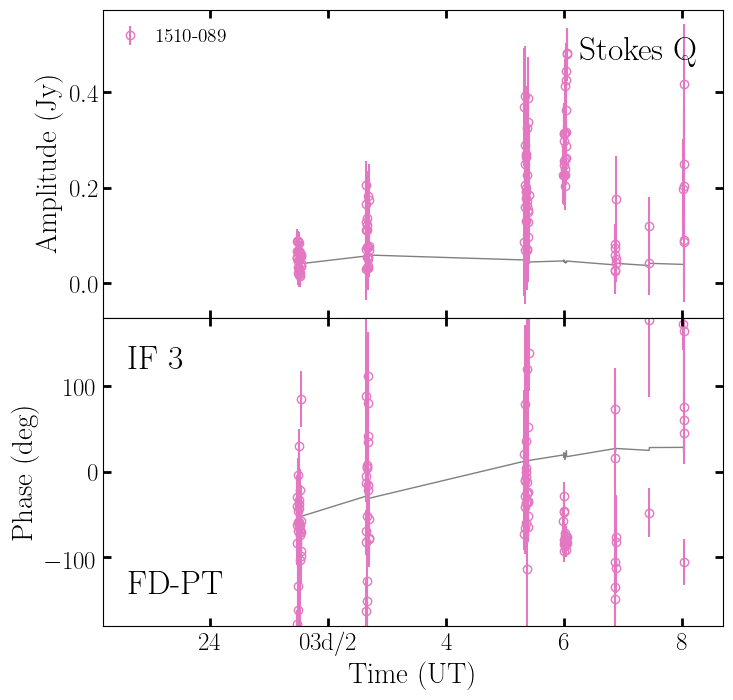 1510-089
Stokes Q
Amplitude (Jy)
0.4
0.2
0.0
IF 3
Phase (deg)
100
0
−100
FD-PT
24
03d/2
4
6
8
Time (UT)